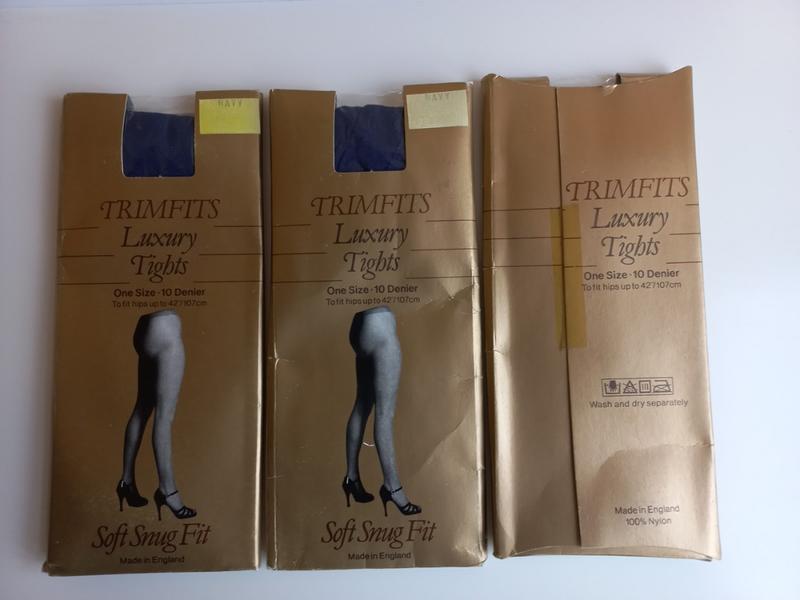 NAVY
TRIMFITS
Luxury
Tights
One Size · 10 Denier
To fit hips up to 42"/107cm
Soft Snug Fit
Made in England
NAVY
TRIMFITS
Luxury
Tights
One Size · 10 Denier
To fit hips up to 42"/107cm
Soft Snug Fit
Made in England
TRIMFITS
Luxury
Tights
One Size · 10 Denier
To fit hips up to 42"/107cm
Wash and dry separately
Made in England
100% Nylon